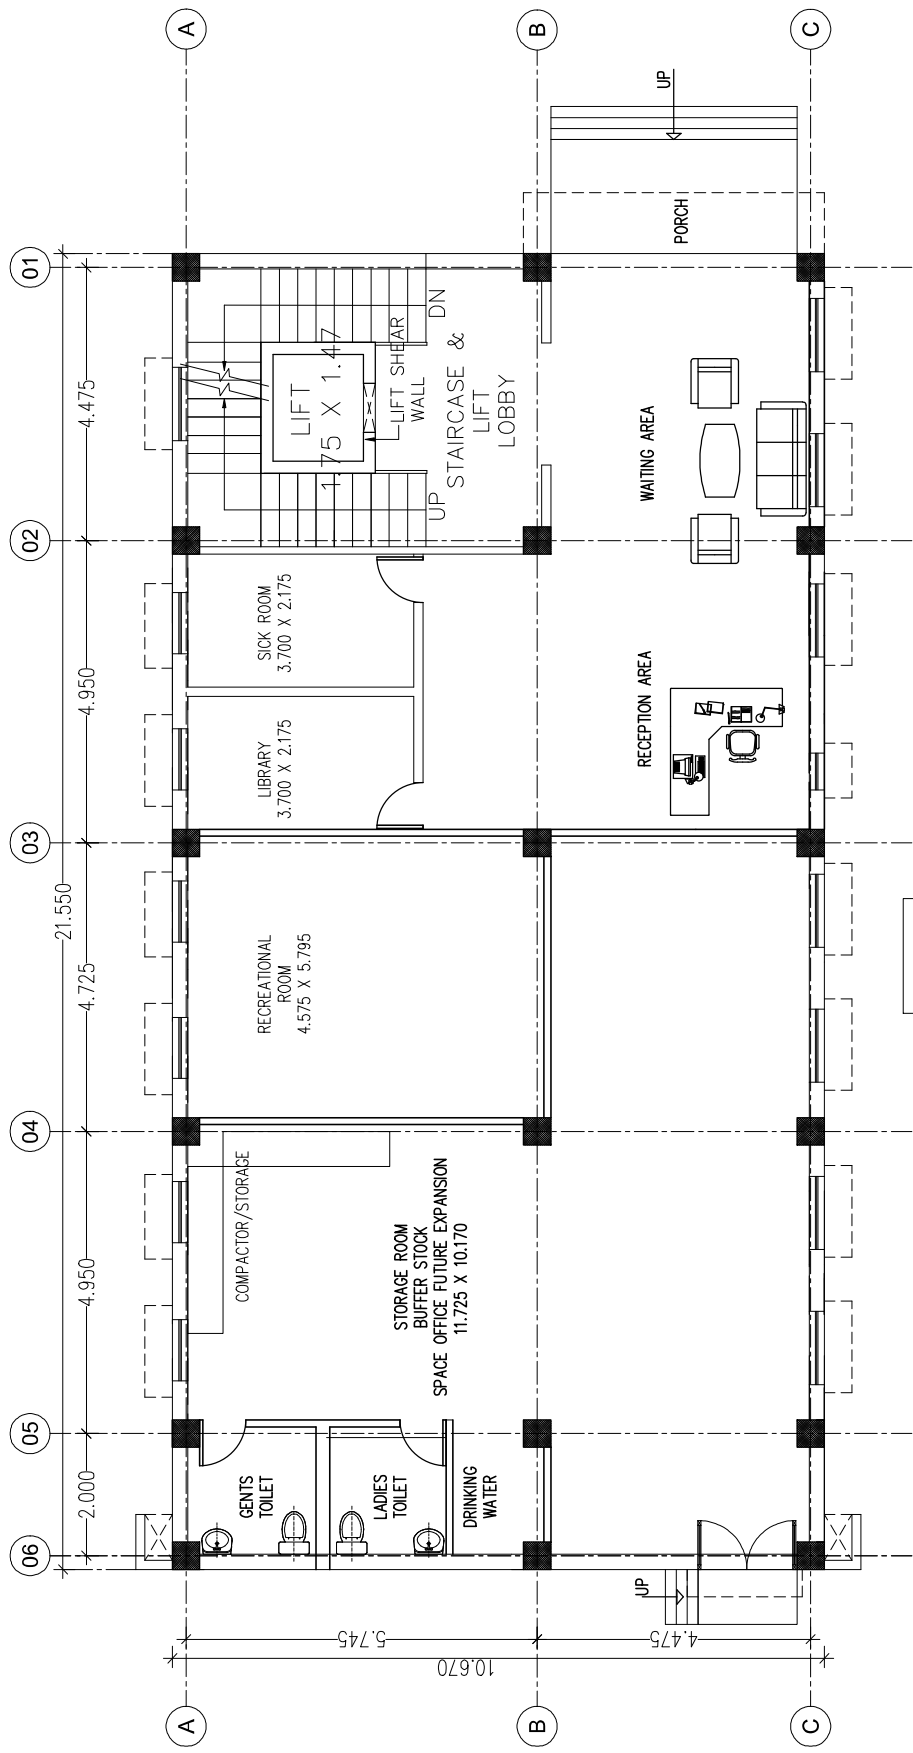 01
02
03
04
05
06
21.550
4.475
4.950
4.725
4.950
2.000
A
B
C
A
B
C
5.745
4.475
10.670
LIFT
1.75 X 1.47
LIFT SHEAR
WALL
DN
UP
STAIRCASE &
LIFT
LOBBY
PORCH
UP
WAITING AREA
RECEPTION AREA
SICK ROOM
3.700 X 2.175
LIBRARY
3.700 X 2.175
RECREATIONAL
ROOM
4.575 X 5.795
COMPACTOR/STORAGE
STORAGE ROOM
BUFFER STOCK
SPACE OFFICE FUTURE EXPANSION
11.725 X 10.170
GENTS
TOILET
LADIES
TOILET
DRINKING
WATER
UP